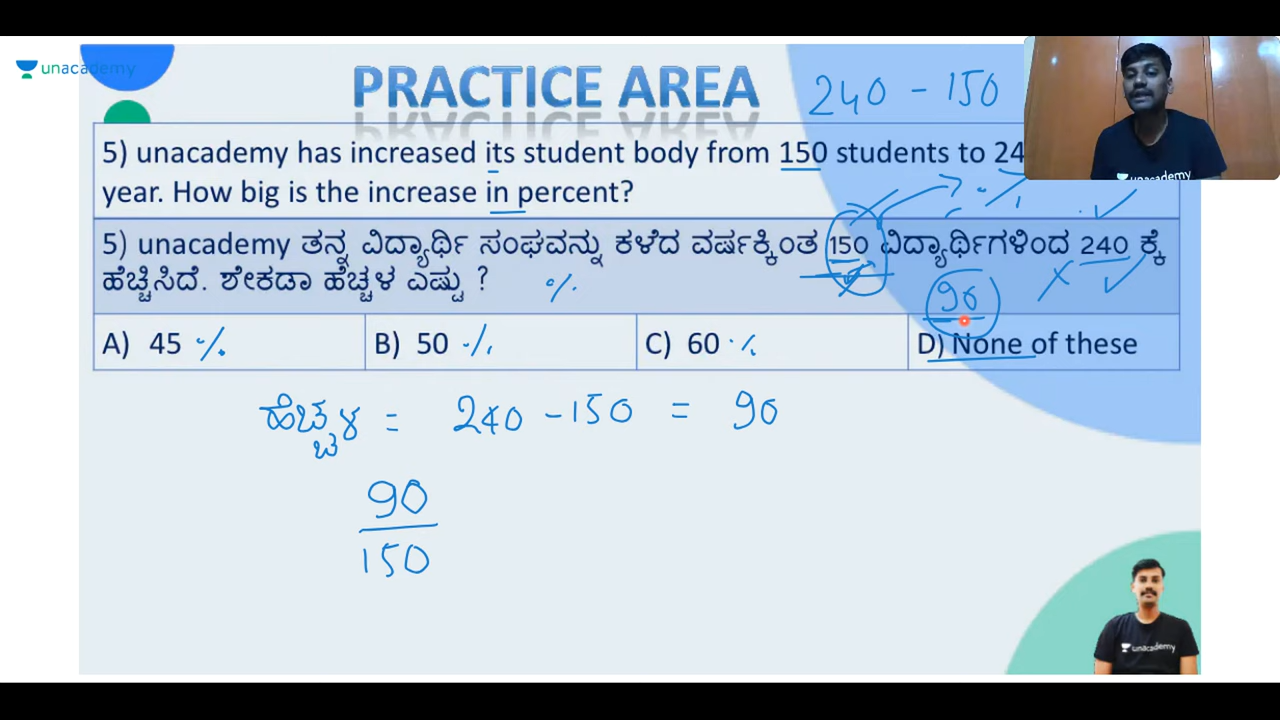 unacademy
PRACTICE AREA
240 - 150
5) unacademy has increased its student body from 150 students to 24
year. How big is the increase in percent?
5) unacademy ತನ್ನ ವಿದ್ಯಾರ್ಥಿ ಸಂಘವನ್ನು ಕಳೆದ ವರ್ಷಕ್ಕಿಂತ 150 ವಿದ್ಯಾರ್ಥಿಗಳಿಂದ 240 ಕ್ಕೆ
ಹೆಚ್ಚಿಸಿದೆ. ಶೇಕಡಾ ಹೆಚ್ಚಳ ಎಷ್ಟು ? %
90
A) 45 % B) 50 % C) 60 % D) None of these
ಹೆಚ್ಚಳ = 240 - 150 = 90
90
150
unacademy
unacademy